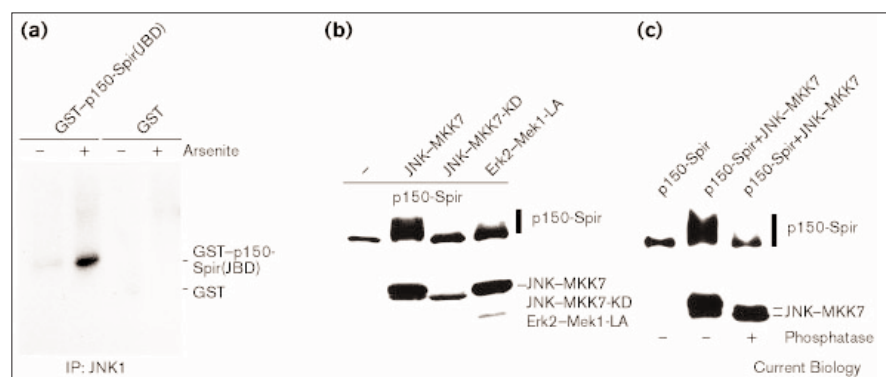 (a)
GST–p150-Spir(JBD)
GST
– + – + Arsenite
GST–p150-
Spir(JBD)
GST
IP: JNK1
(b)
–
JNK–MKK7
JNK–MKK7-KD
Erk2–Mek1-LA
p150-Spir
p150-Spir
JNK–MKK7
JNK–MKK7-KD
Erk2–Mek1-LA
(c)
p150-Spir
p150-Spir+JNK–MKK7
p150-Spir+JNK–MKK7
p150-Spir
JNK–MKK7
– – + Phosphatase
Current Biology